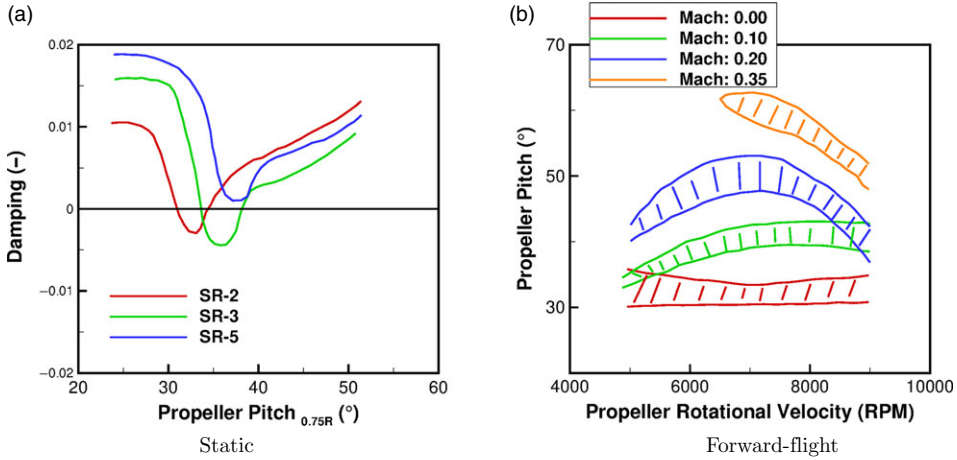 (a)
Damping (–)
0.02
0.01
0
−0.01
−0.02
SR-2
SR-3
SR-5
20 30 40 50 60
Propeller Pitch 0.75R (°)
Static
(b)
Mach: 0.00
Mach: 0.10
Mach: 0.20
Mach: 0.35
Propeller Pitch (°)
70
50
30
4000 6000 8000 10000
Propeller Rotational Velocity (RPM)
Forward-flight